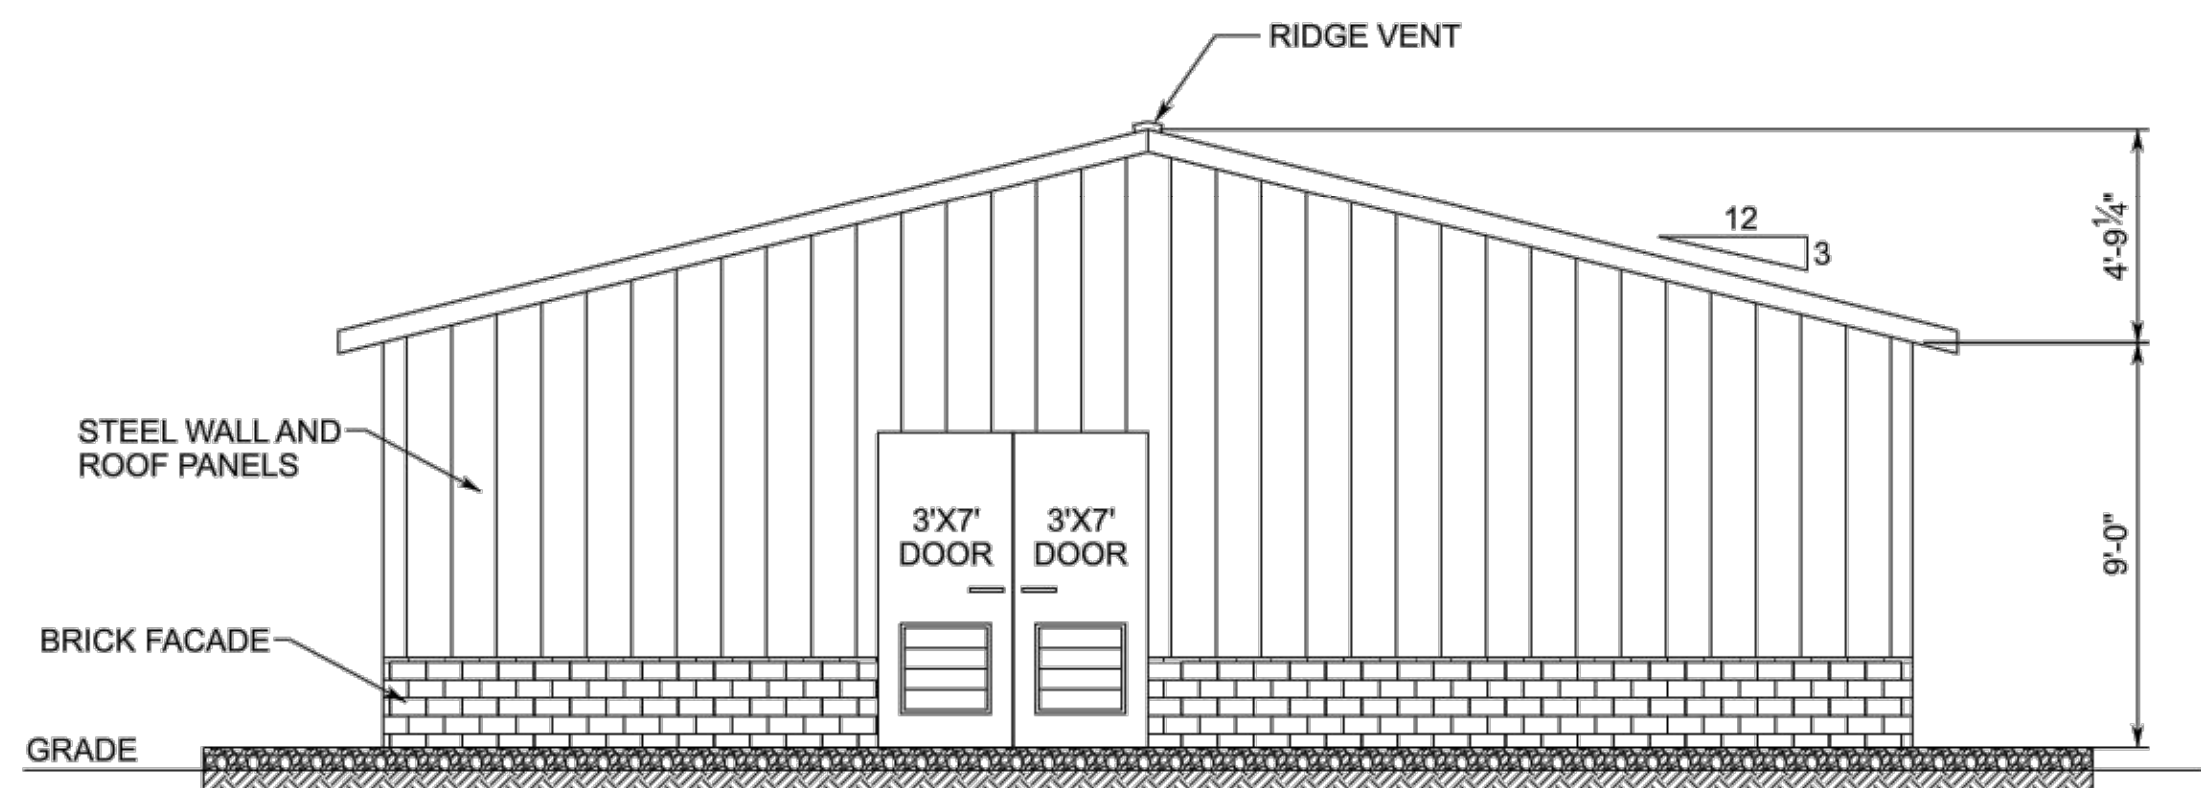 RIDGE VENT
12
3
4'-9¼"
STEEL WALL AND
ROOF PANELS
3'X7'
DOOR
3'X7'
DOOR
9'-0"
BRICK FACADE
GRADE